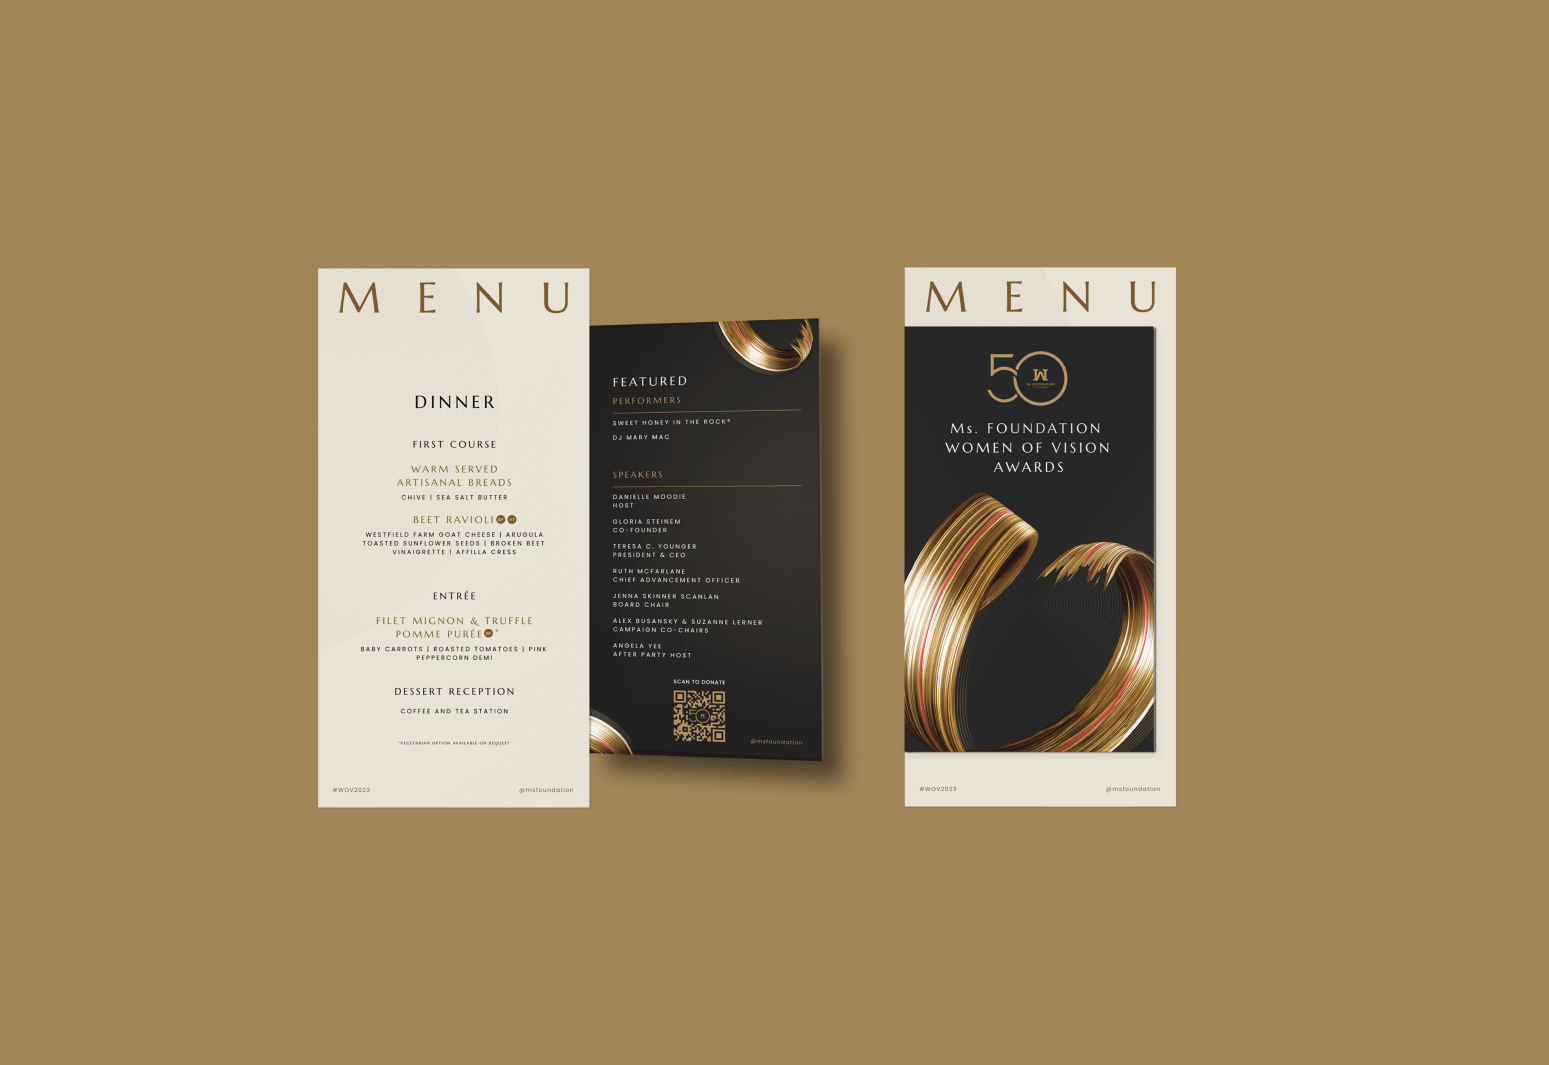 MENU
DINNER
FIRST COURSE
WARM SERVED
ARTISANAL BREADS
CHIVE | SEA SALT BUTTER
BEET RAVIOLI
WESTFIELD FARM GOAT CHEESE | ARUGULA
TOASTED SUNFLOWER SEEDS | BROKEN BEET
VINAIGRETTE | AFFILLA CRESS
ENTRÉE
FILET MIGNON & TRUFFLE
POMME PURÉE *
BABY CARROTS | ROASTED TOMATOES | PINK
PEPPERCORN DEMI
DESSERT RECEPTION
COFFEE AND TEA STATION
*VEGETARIAN OPTION AVAILABLE ON REQUEST
#WOV2023
@msfoundation
FEATURED
PERFORMERS
SWEET HONEY IN THE ROCK®
DJ MARY MAC
SPEAKERS
DANIELLE MOODIE
HOST
GLORIA STEINEM
CO-FOUNDER
TERESA C. YOUNGER
PRESIDENT & CEO
RUTH MCFARLANE
CHIEF ADVANCEMENT OFFICER
JENNA SKINNER SCANLAN
BOARD CHAIR
ALEX BUSANSKY & SUZANNE LERNER
CAMPAIGN CO-CHAIRS
ANGELA YEE
AFTER PARTY HOST
SCAN TO DONATE
@msfoundation
MENU
50
Ms. FOUNDATION
WOMEN OF VISION
AWARDS
#WOV2023
@msfoundation